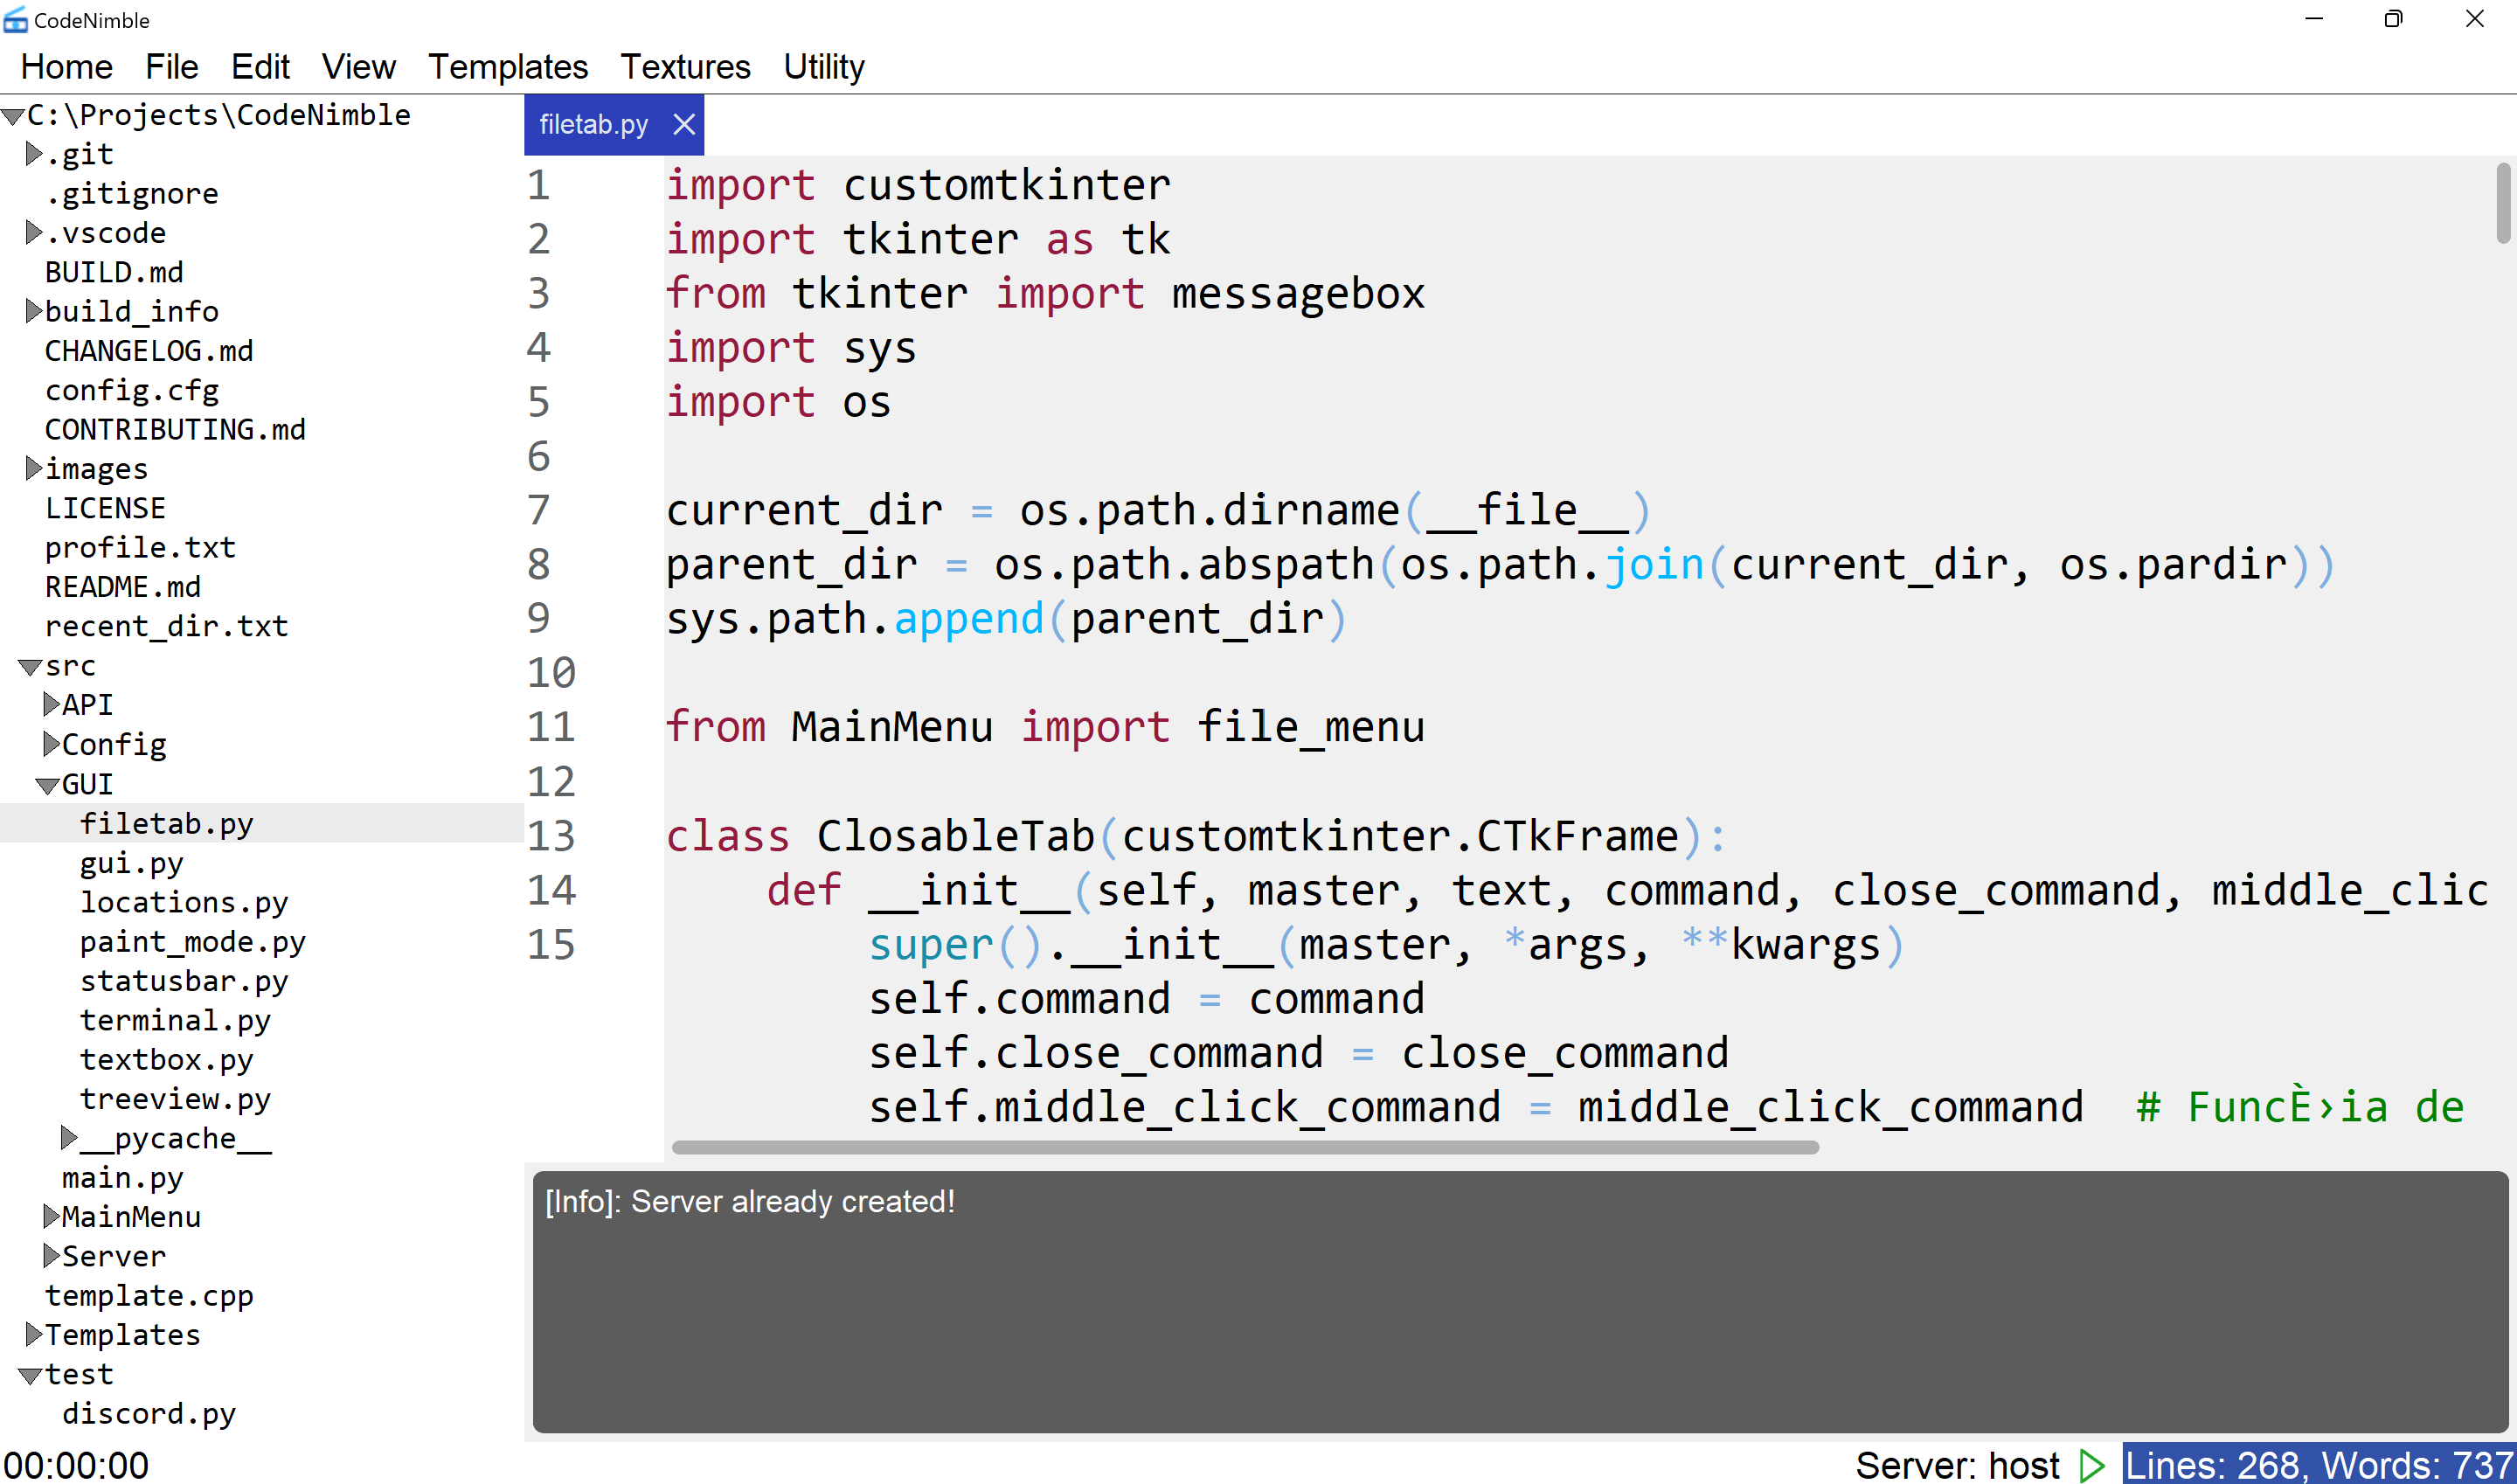 CodeNimble
Home File Edit View Templates Textures Utility
C:\Projects\CodeNimble
.git
.gitignore
.vscode
BUILD.md
build_info
CHANGELOG.md
config.cfg
CONTRIBUTING.md
images
LICENSE
profile.txt
README.md
recent_dir.txt
src
API
Config
GUI
filetab.py
gui.py
locations.py
paint_mode.py
statusbar.py
terminal.py
textbox.py
treeview.py
__pycache__
main.py
MainMenu
Server
template.cpp
Templates
test
discord.py
filetab.py
1 import customtkinter
2 import tkinter as tk
3 from tkinter import messagebox
4 import sys
5 import os
6
7 current_dir = os.path.dirname(__file__)
8 parent_dir = os.path.abspath(os.path.join(current_dir, os.pardir))
9 sys.path.append(parent_dir)
10
11 from MainMenu import file_menu
12
13 class ClosableTab(customtkinter.CTkFrame):
14 def __init__(self, master, text, command, close_command, middle_clic
15 super().__init__(master, *args, **kwargs)
self.command = command
self.close_command = close_command
self.middle_click_command = middle_click_command # FuncÈ›ia de
[Info]: Server already created!
00:00:00
Server: host
Lines: 268, Words: 737